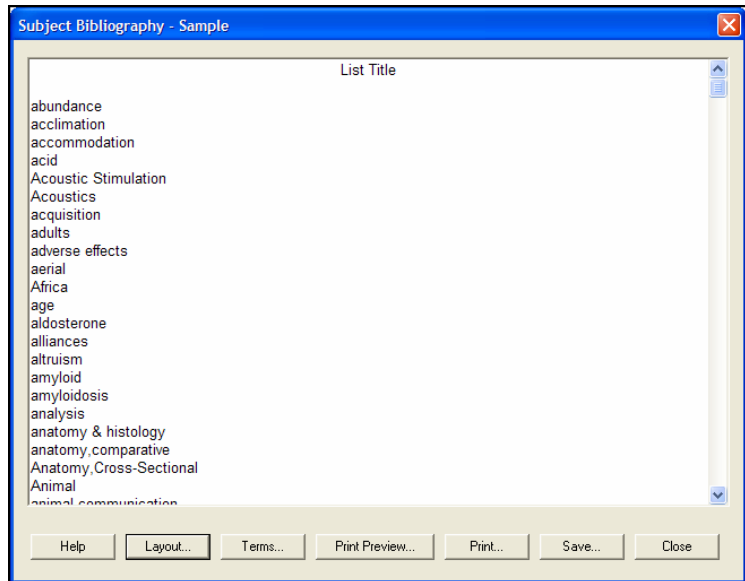 Subject Bibliography - Sample
List Title
abundance
acclimation
accommodation
acid
Acoustic Stimulation
Acoustics
acquisition
adults
adverse effects
aerial
Africa
age
aldosterone
alliances
altruism
amyloid
amyloidosis
analysis
anatomy & histology
anatomy,comparative
Anatomy,Cross-Sectional
Animal
animal communication
Help Layout... Terms... Print Preview... Print... Save... Close